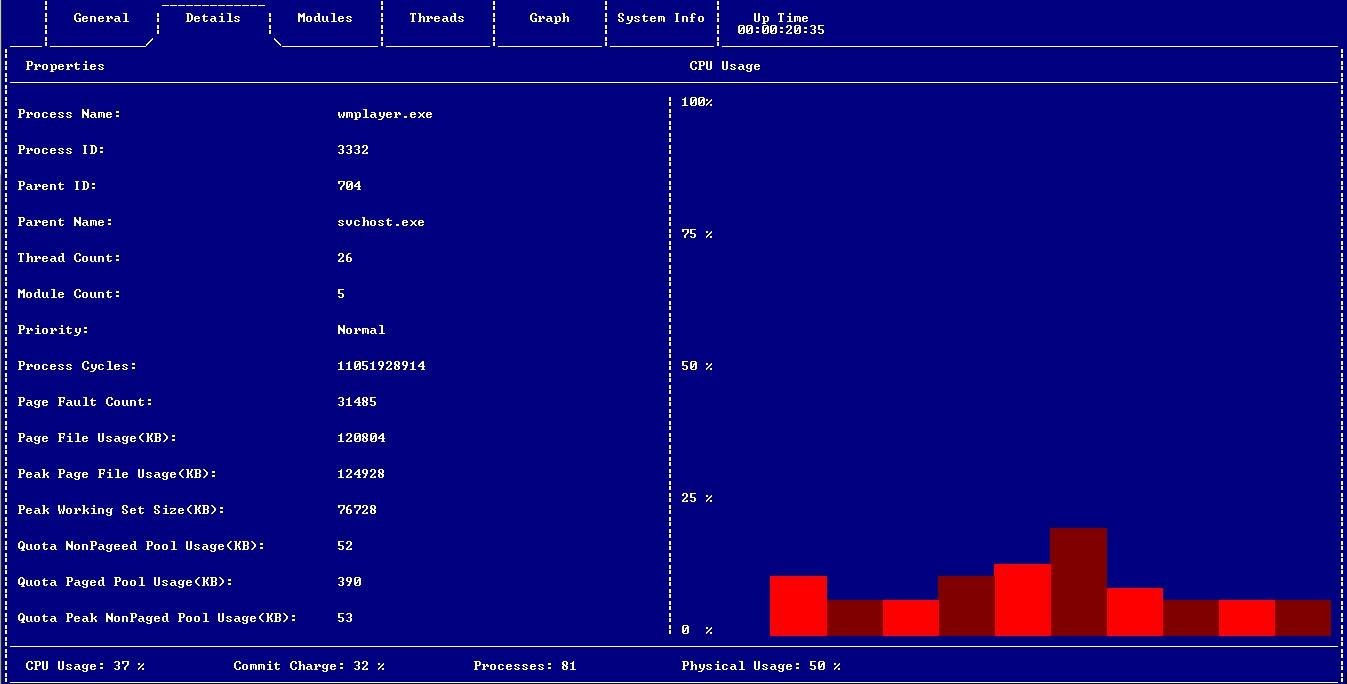 General Details Modules Threads Graph System Info Up Time
00:00:20:35
Properties CPU Usage
100%
Process Name: wmplayer.exe
Process ID: 3332
Parent ID: 704
Parent Name: svchost.exe
75 %
Thread Count: 26
Module Count: 5
Priority: Normal
Process Cycles: 11051928914 50 %
Page Fault Count: 31485
Page File Usage(KB): 120804
Peak Page File Usage(KB): 124928
25 %
Peak Working Set Size(KB): 76728
Quota NonPageed Pool Usage(KB): 52
Quota Paged Pool Usage(KB): 390
Quota Peak NonPaged Pool Usage(KB): 53
0 %
CPU Usage: 37 % Commit Charge: 32 % Processes: 81 Physical Usage: 50 %